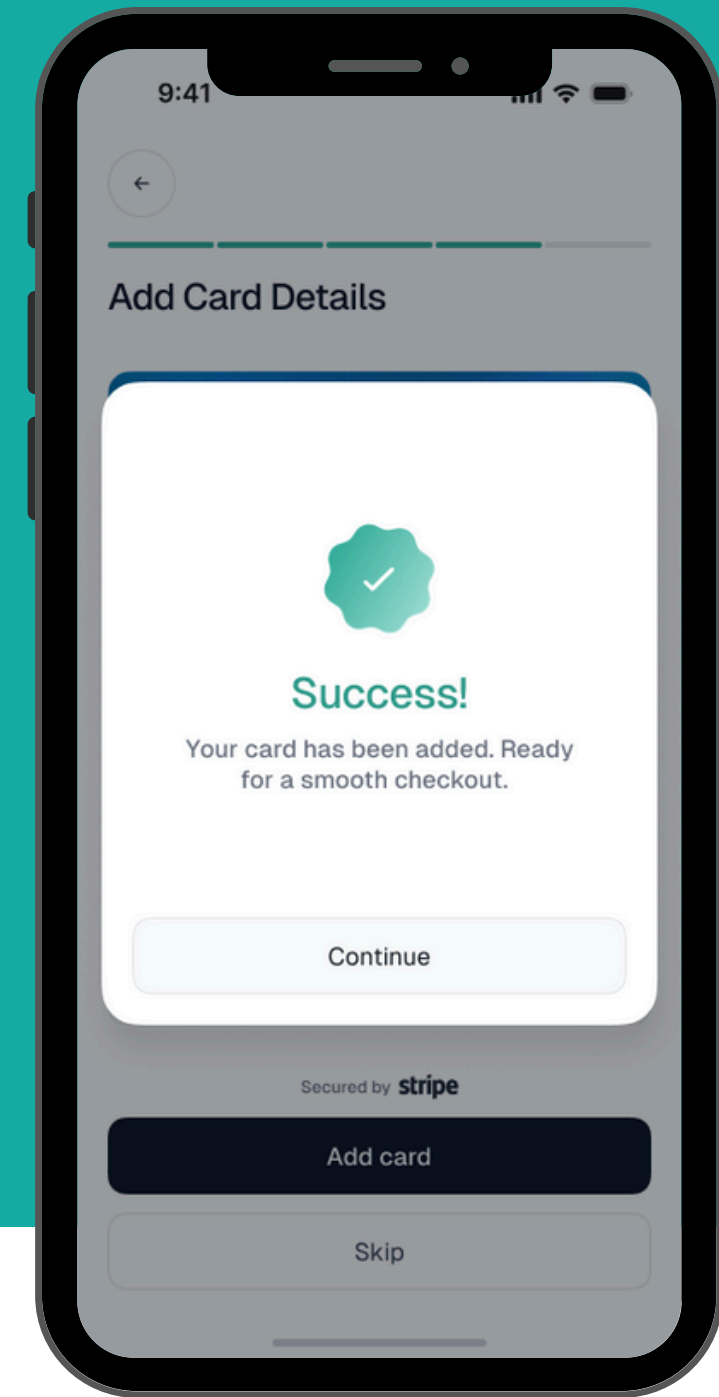 9:41
Add Card Details
Success!
Your card has been added. Ready
for a smooth checkout.
Continue
Secured by stripe
Add card
Skip